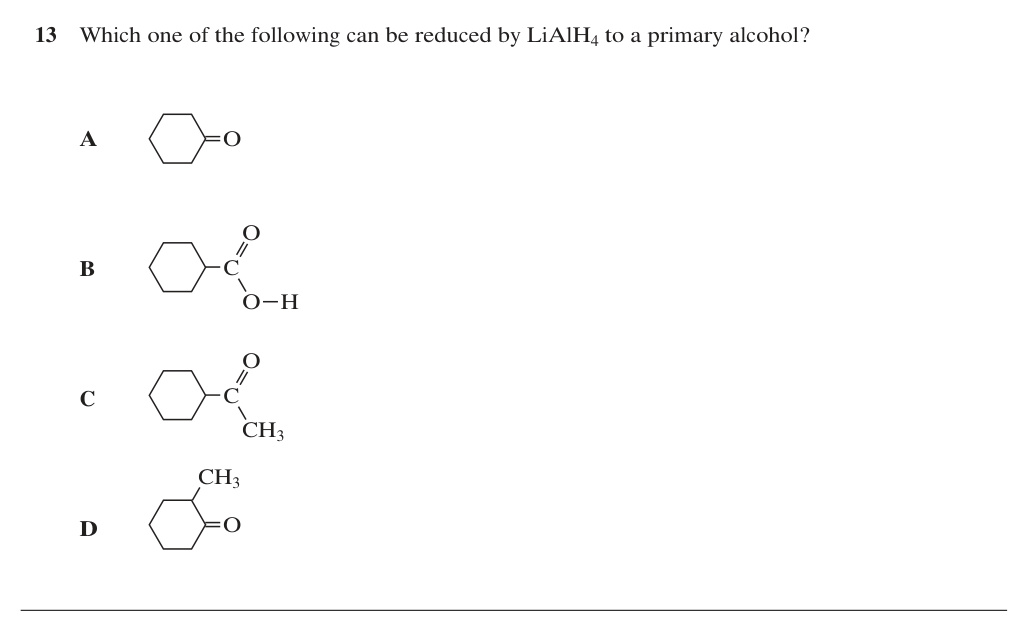 13 Which one of the following can be reduced by LiAlH4 to a primary alcohol?
A
O
B
O
C
O–H
C
O
C
CH3
D
CH3
O